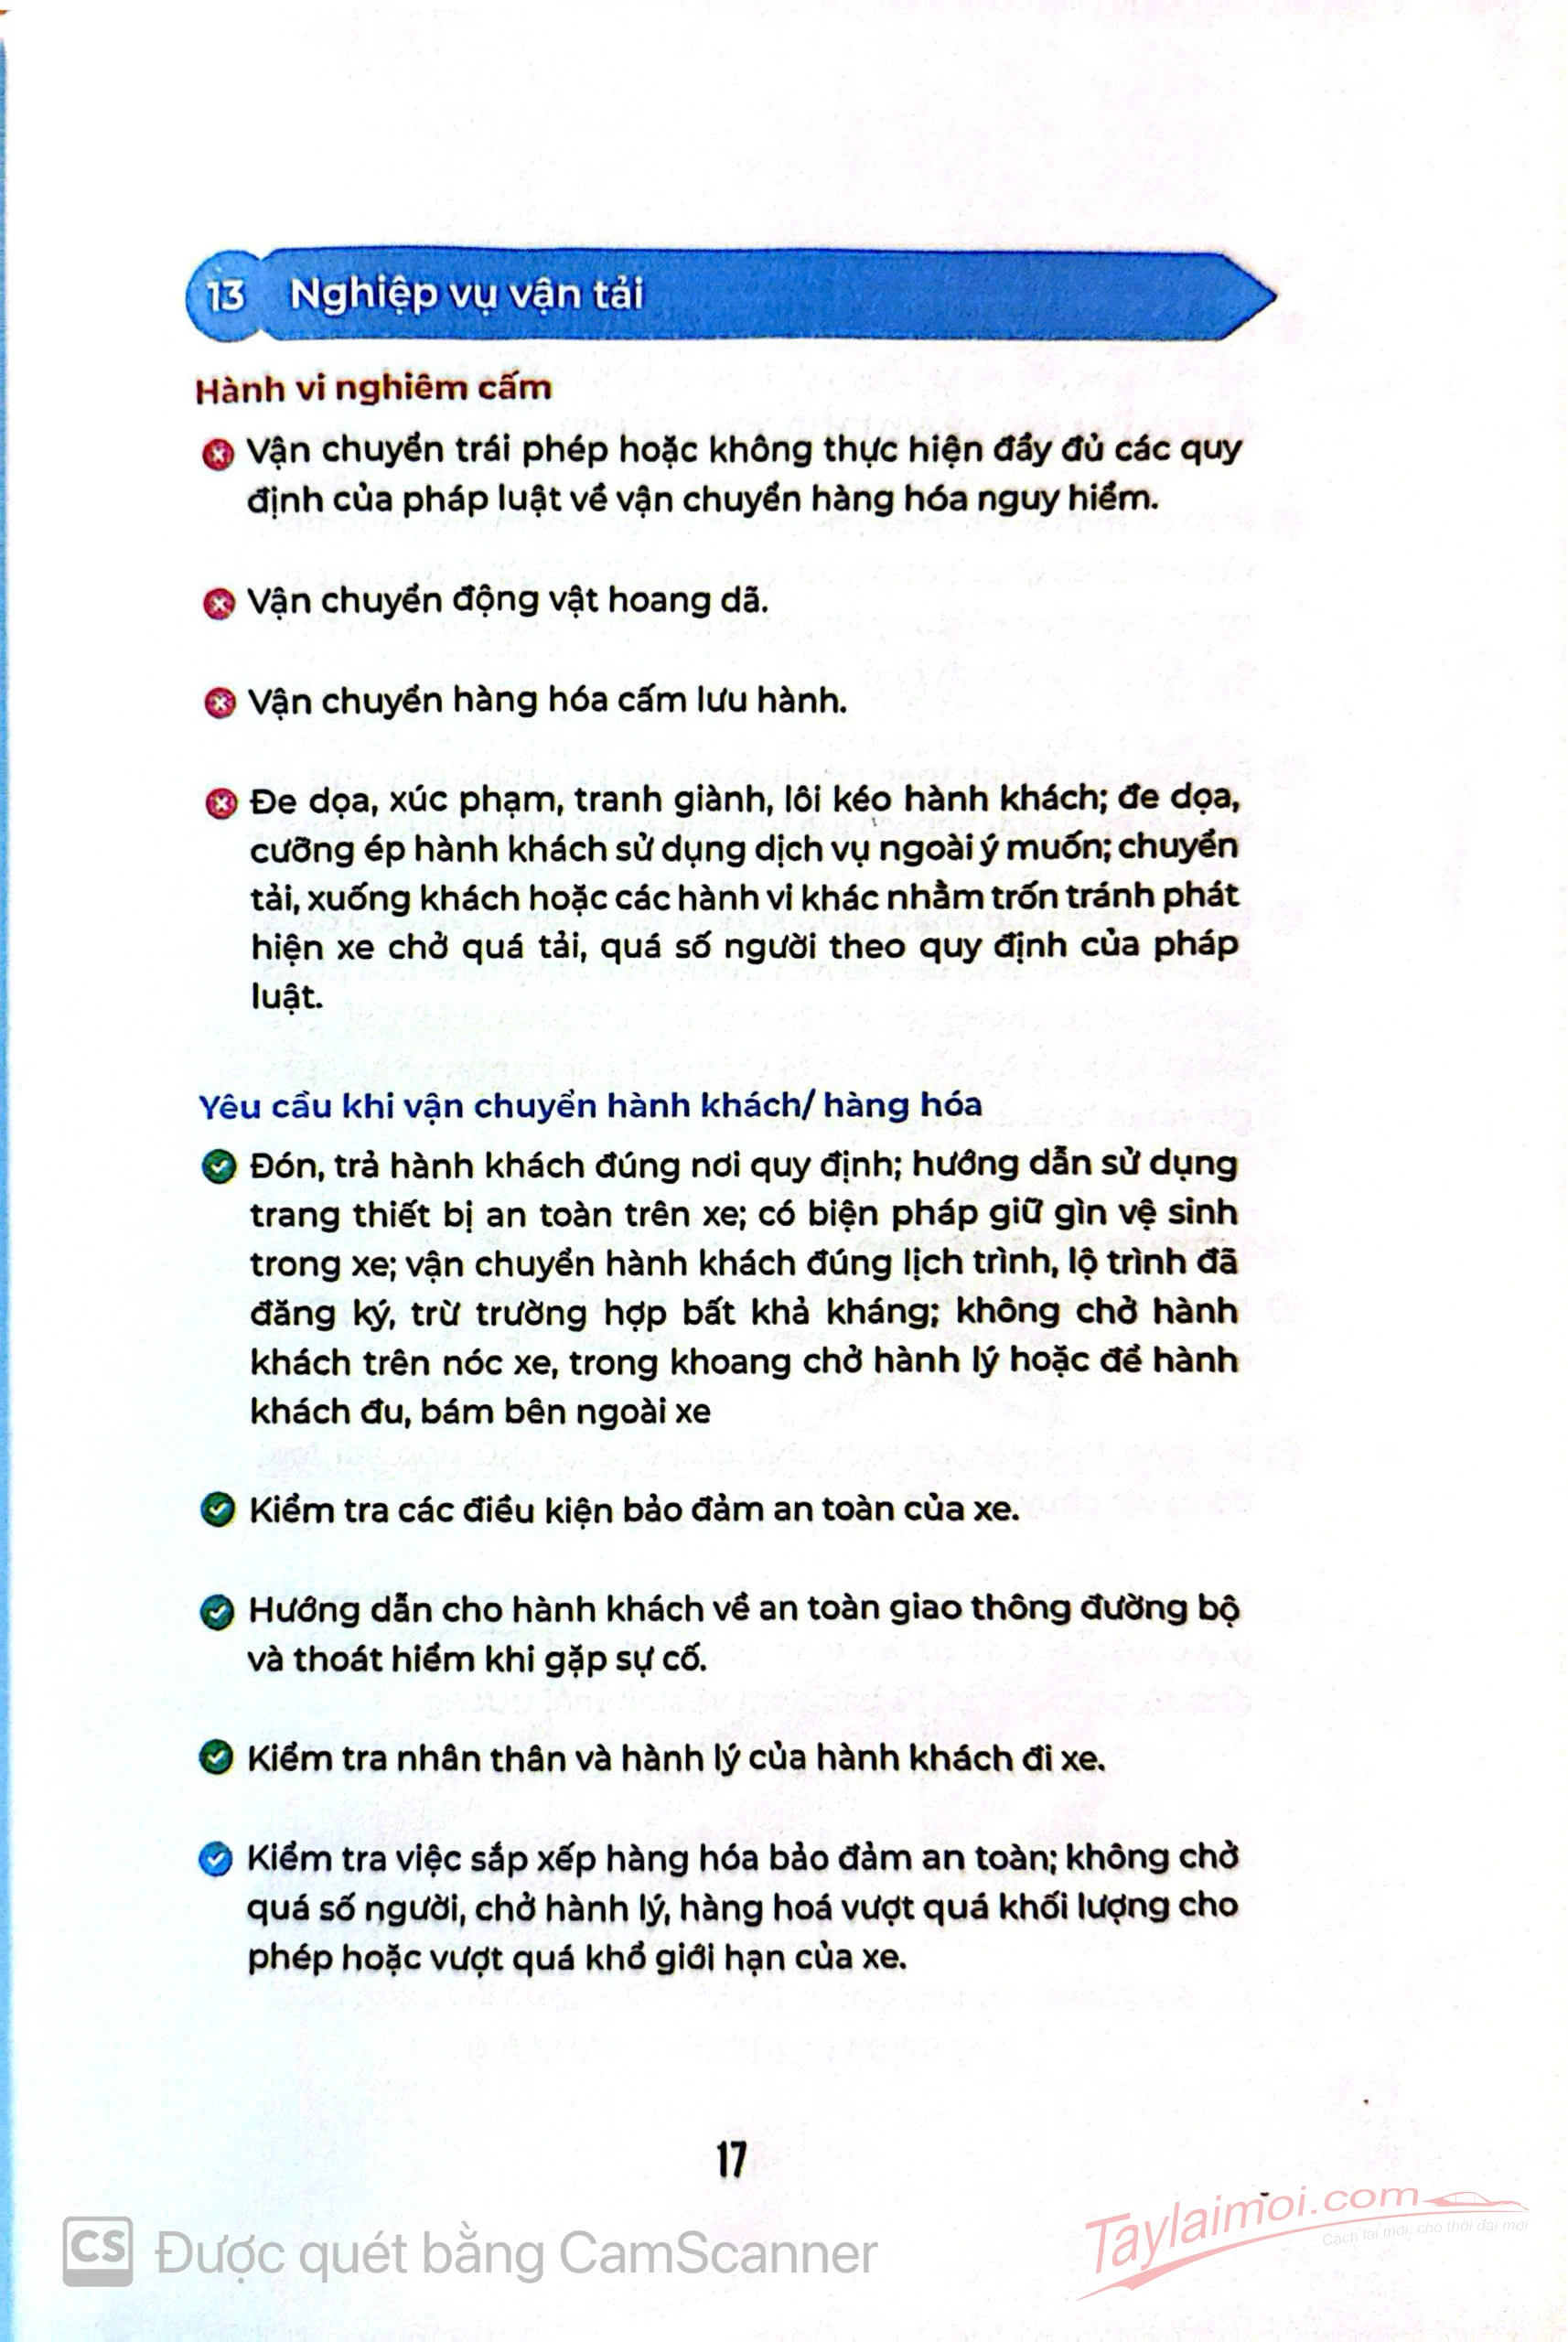 13 Nghiệp vụ vận tải
Hành vi nghiêm cấm
Vận chuyển trái phép hoặc không thực hiện đầy đủ các quy
định của pháp luật về vận chuyển hàng hóa nguy hiểm.
Vận chuyển động vật hoang dã.
Vận chuyển hàng hóa cấm lưu hành.
Đe dọa, xúc phạm, tranh giành, lôi kéo hành khách; đe dọa,
cưỡng ép hành khách sử dụng dịch vụ ngoài ý muốn; chuyển
tải, xuống khách hoặc các hành vi khác nhằm trốn tránh phát
hiện xe chở quá tải, quá số người theo quy định của pháp
luật.
Yêu cầu khi vận chuyển hành khách/ hàng hóa
Đón, trả hành khách đúng nơi quy định; hướng dẫn sử dụng
trang thiết bị an toàn trên xe; có biện pháp giữ gìn vệ sinh
trong xe; vận chuyển hành khách đúng lịch trình, lộ trình đã
đăng ký, trừ trường hợp bất khả kháng; không chở hành
khách trên nóc xe, trong khoang chở hành lý hoặc để hành
khách đu, bám bên ngoài xe
Kiểm tra các điều kiện bảo đảm an toàn của xe.
Hướng dẫn cho hành khách về an toàn giao thông đường bộ
và thoát hiểm khi gặp sự cố.
Kiểm tra nhân thân và hành lý của hành khách đi xe.
Kiểm tra việc sắp xếp hàng hóa bảo đảm an toàn; không chở
quá số người, chở hành lý, hàng hoá vượt quá khối lượng cho
phép hoặc vượt quá khổ giới hạn của xe.
17
Taylaimoi.com
Cách lái mới, cho thời đại mới
CS Được quét bằng CamScanner